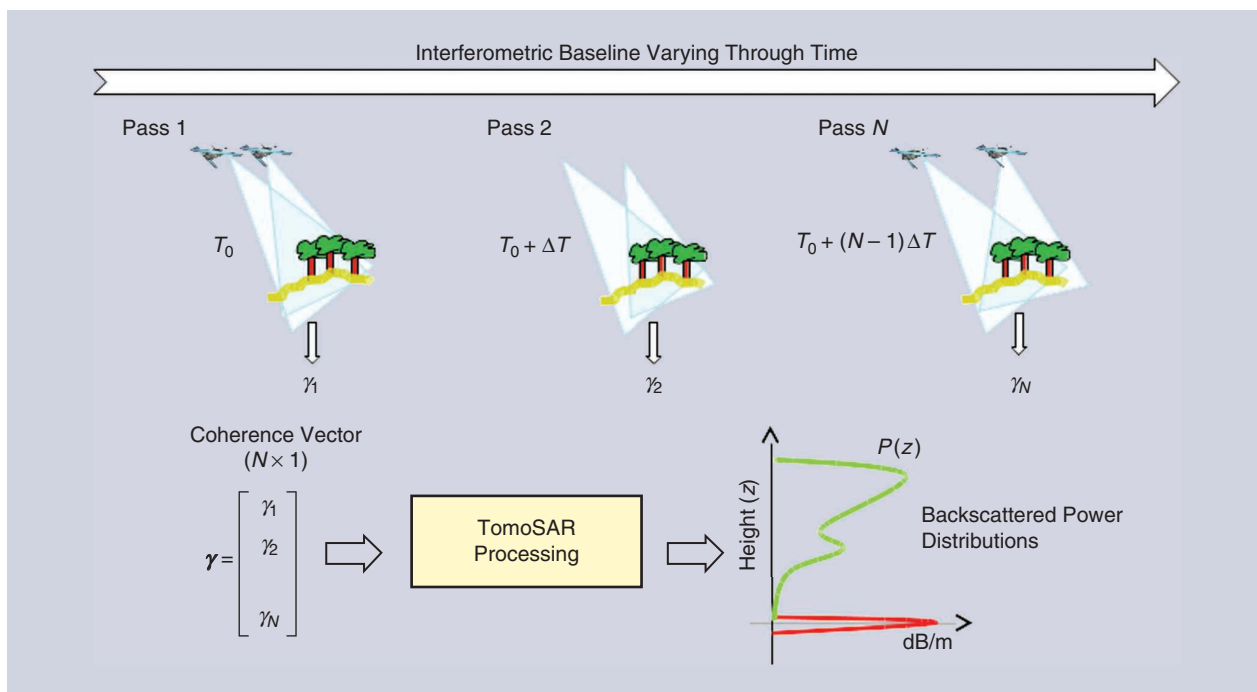 Interferometric Baseline Varying Through Time
Pass 1
Pass 2
Pass N
T0
T0 + ΔT
T0 + (N – 1) ΔT
γ1
γ2
γN
Coherence Vector
(N × 1)
γ =
γ1
γ2
γN
TomoSAR
Processing
Height (z)
P(z)
Backscattered Power
Distributions
dB/m